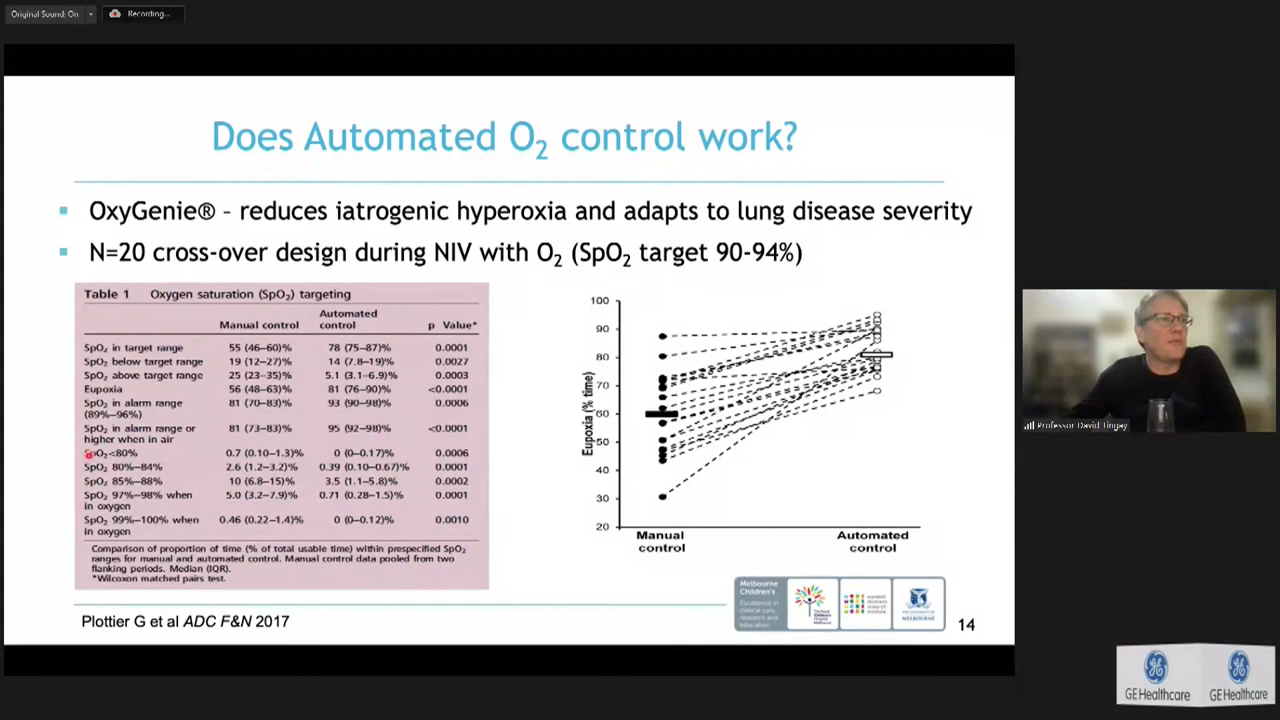 Original Sound: On
Recording...
Does Automated O₂ control work?
OxyGenie® – reduces iatrogenic hyperoxia and adapts to lung disease severity
N=20 cross-over design during NIV with O₂ (SpO₂ target 90-94%)
Table 1 Oxygen saturation (SpO₂) targeting
Manual control Automated control p Value*
SpO₂ in target range 55 (46–60)% 78 (75–87)% 0.0001
SpO₂ below target range 19 (12–27)% 14 (7.8–19)% 0.0027
SpO₂ above target range 25 (23–35)% 5.1 (3.1–6.9)% 0.0003
Eupoxia 56 (48–63)% 81 (76–90)% <0.0001
SpO₂ in alarm range 81 (70–83)% 93 (90–98)% 0.0006
(89%–96%)
SpO₂ in alarm range or 81 (73–83)% 95 (92–98)% <0.0001
higher when in air
SpO₂<80% 0.7 (0.10–1.3)% 0 (0–0.17)% 0.0006
SpO₂ 80%–84% 2.6 (1.2–3.2)% 0.39 (0.10–0.67)% 0.0001
SpO₂ 85%–88% 10 (6.8–15)% 3.5 (1.1–5.8)% 0.0002
SpO₂ 97%–98% when 5.0 (3.2–7.9)% 0.71 (0.28–1.5)% 0.0001
in oxygen
SpO₂ 99%–100% when 0.46 (0.22–1.4)% 0 (0–0.12)% 0.0010
in oxygen
Comparison of proportion of time (% of total usable time) within prespecified SpO₂
ranges for manual and automated control. Manual control data pooled from two
flanking periods. Median (IQR).
*Wilcoxon matched pairs test.
Eupoxia (% time)
100
90
80
70
60
50
40
30
20
Manual control
Automated control
Melbourne
Children's
Excellence in
clinical care,
research and
education
MELBOURNE
Plottier G et al ADC F&N 2017
14
Professor David Tingay
GE Healthcare
GE Healthcare